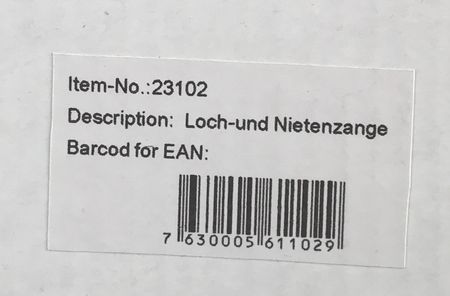 Item-No.:23102
Description: Loch-und Nietenzange
Barcod for EAN:
7 630005 611029